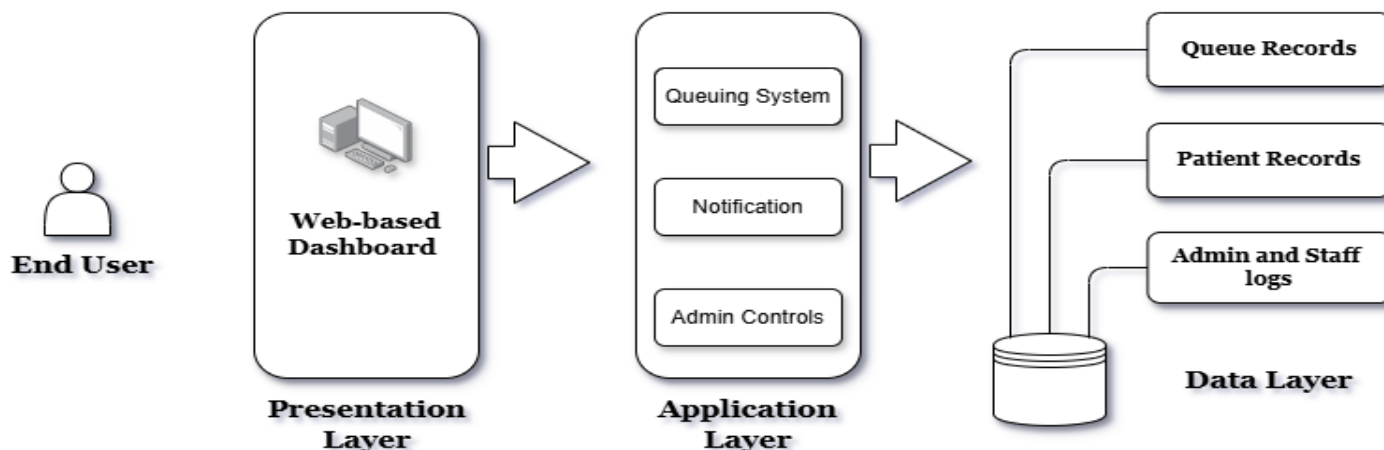 End User
Web-based
Dashboard
Presentation
Layer
Queuing System
Notification
Admin Controls
Application
Layer
Queue Records
Patient Records
Admin and Staff
logs
Data Layer